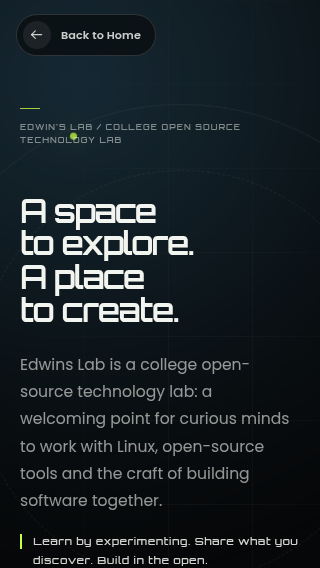 Back to Home
EDWIN'S LAB / COLLEGE OPEN SOURCE
TECHNOLOGY LAB
A space
to explore.
A place
to create.
Edwins Lab is a college open-
source technology lab: a
welcoming point for curious minds
to work with Linux, open-source
tools and the craft of building
software together.
Learn by experimenting. Share what you
discover. Build in the open.